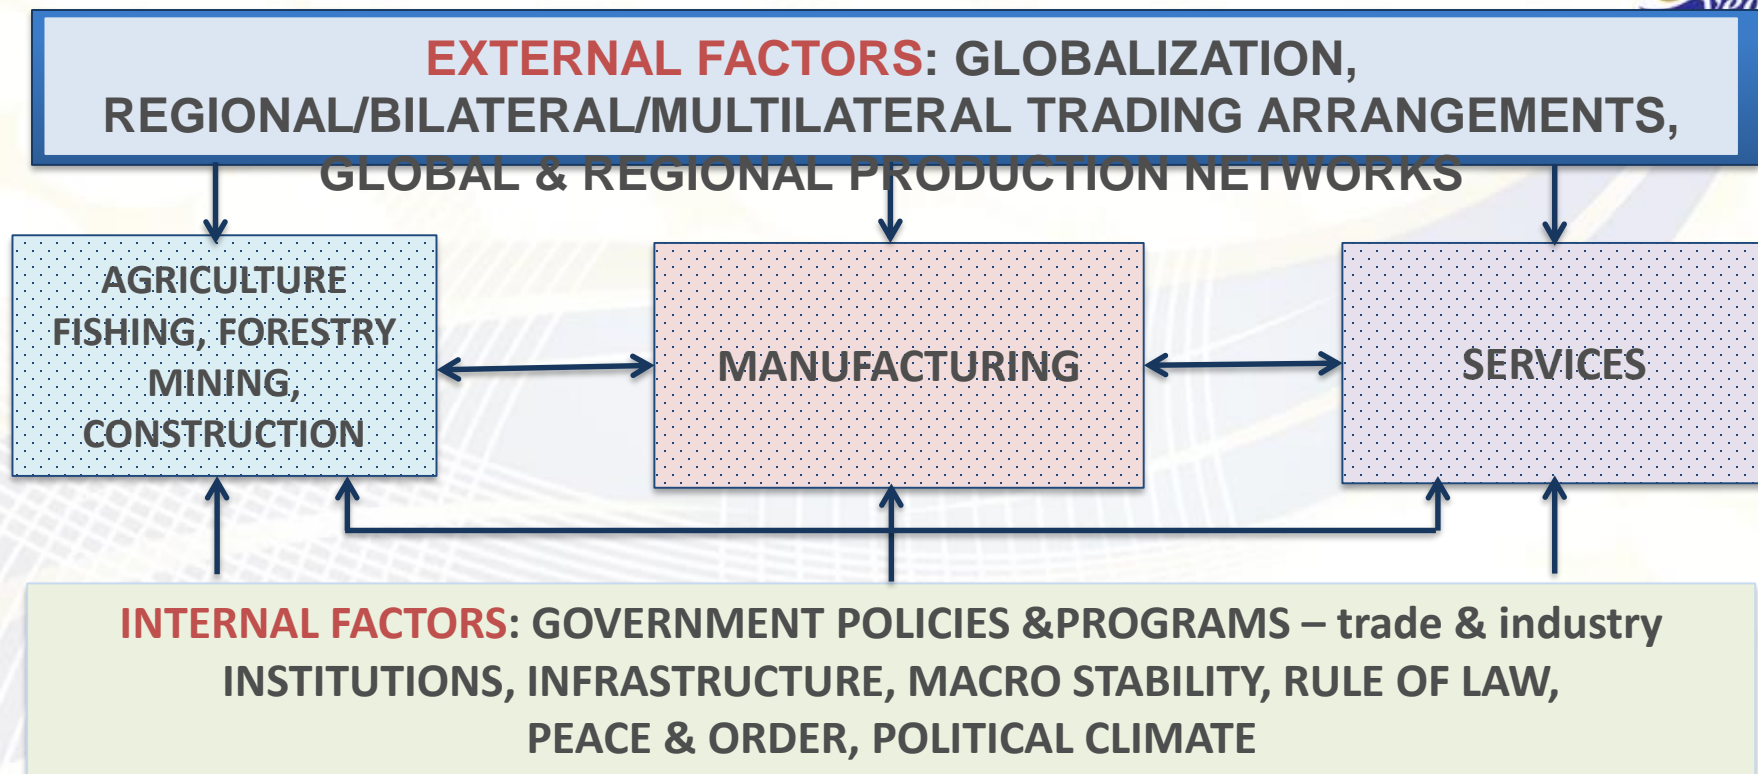 EXTERNAL FACTORS: GLOBALIZATION,
REGIONAL/BILATERAL/MULTILATERAL TRADING ARRANGEMENTS,
GLOBAL & REGIONAL PRODUCTION NETWORKS
AGRICULTURE
FISHING, FORESTRY
MINING,
CONSTRUCTION
MANUFACTURING
SERVICES
INTERNAL FACTORS: GOVERNMENT POLICIES &PROGRAMS – trade & industry
INSTITUTIONS, INFRASTRUCTURE, MACRO STABILITY, RULE OF LAW,
PEACE & ORDER, POLITICAL CLIMATE